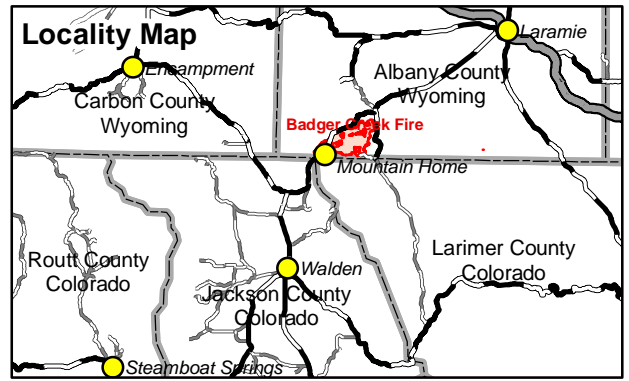 Locality Map
Laramie
Encampment
Albany County
Wyoming
Carbon County
Wyoming
Badger Creek Fire
Mountain Home
Larimer County
Colorado
Routt County
Colorado
Walden
Jackson County
Colorado
Steamboat Springs